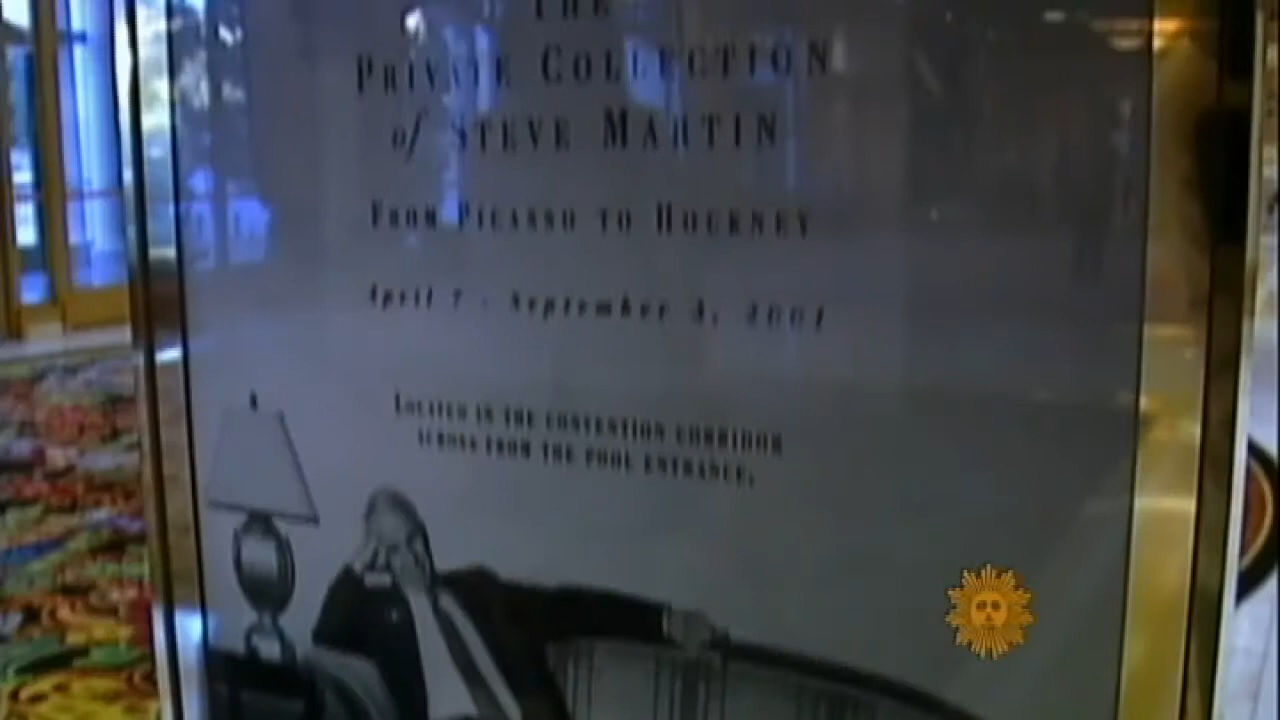 THE
PRIVATE COLLECTION
of STEVE MARTIN
FROM PICASSO TO HOCKNEY
April 7 - September 3, 2001
LOCATED IN THE CONVENTION CORRIDOR
ACROSS FROM THE POOL ENTRANCE.